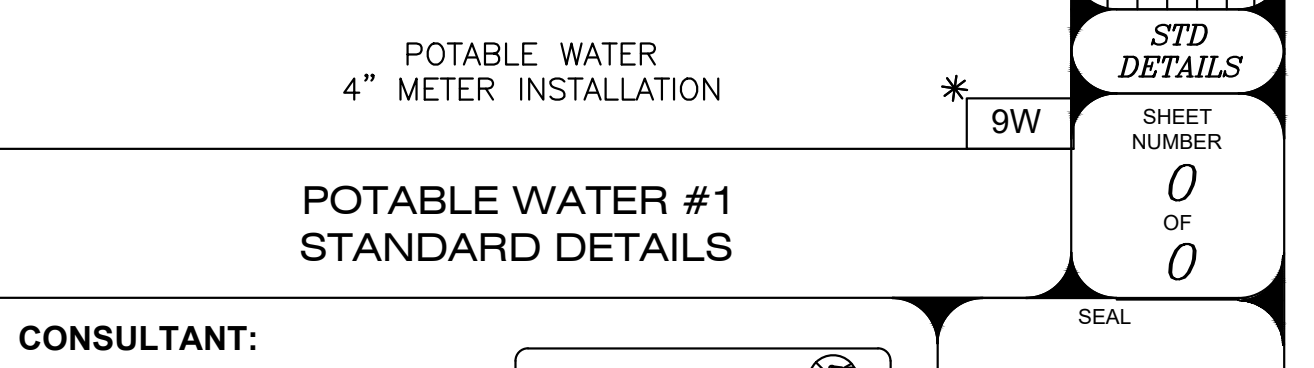 POTABLE WATER
4” METER INSTALLATION
*
9W
STD
DETAILS
SHEET
NUMBER
0
OF
0
POTABLE WATER #1
STANDARD DETAILS
CONSULTANT:
SEAL